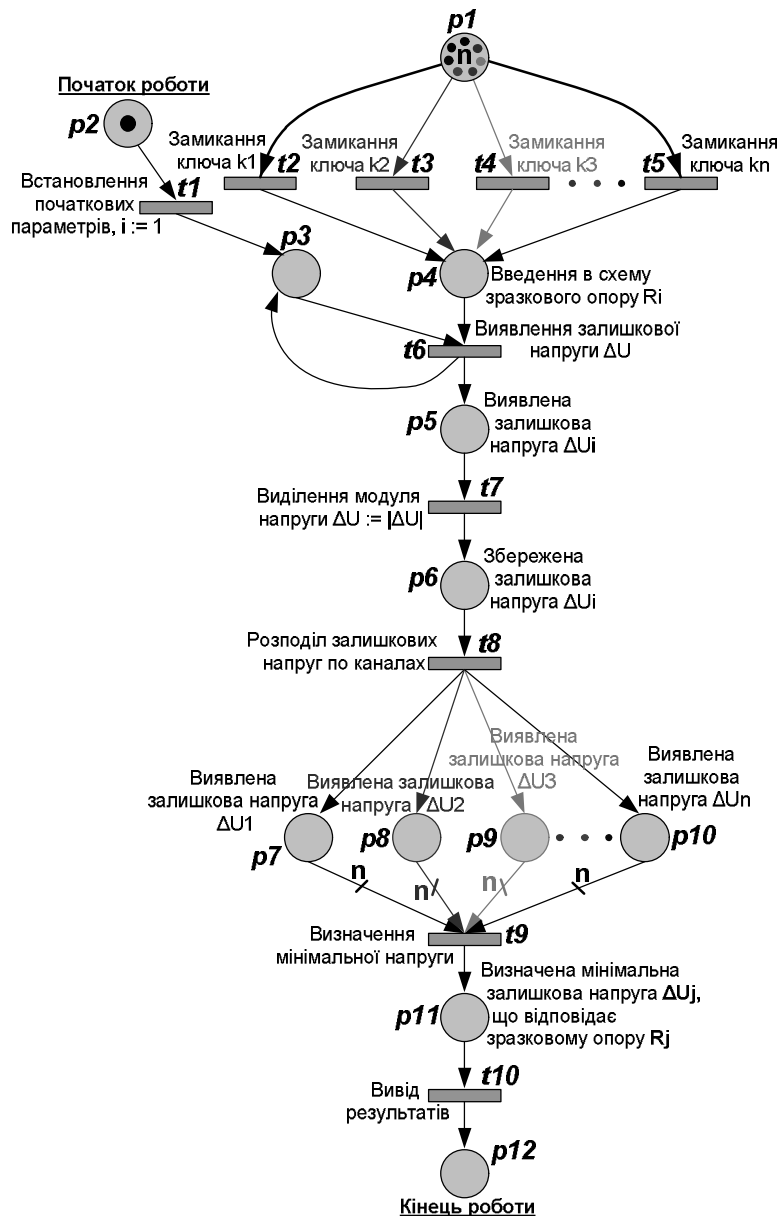 p1
n
Початок роботи
p2
Замикання
ключа k1
t2
Замикання
ключа k2
t3
Замикання
ключа k3
t4
t5
Замикання
ключа kn
Встановлення
початкових
параметрів, i := 1
t1
p3
p4
Введення в схему
зразкового опору Ri
t6
Виявлення залишкової
напруги ΔU
p5
Виявлена
залишкова
напруга ΔUi
Виділення модуля
напруги ΔU := |ΔU|
t7
p6
Збережена
залишкова
напруга ΔUi
Розподіл залишкових
напруг по каналах
t8
Виявлена
залишкова напруга
ΔU1
Виявлена залишкова
напруга ΔU2
Виявлена
залишкова напруга
ΔU3
Виявлена
залишкова
напруга ΔUn
p7
p8
p9
p10
n
n
n
n
Визначення
мінімальної напруги
t9
p11
Визначена мінімальна
залишкова напруга ΔUj,
що відповідає
зразковому опору Rj
Вивід
результатів
t10
p12
Кінець роботи